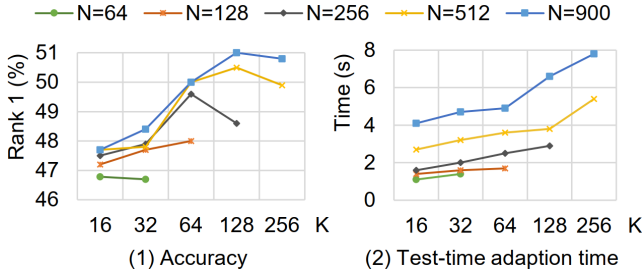 N=64 N=128 N=256 N=512 N=900
Rank 1 (%)
51
50
49
48
47
46
16 32 64 128 256 K
(1) Accuracy
Time (s)
8
6
4
2
0
16 32 64 128 256 K
(2) Test-time adaption time